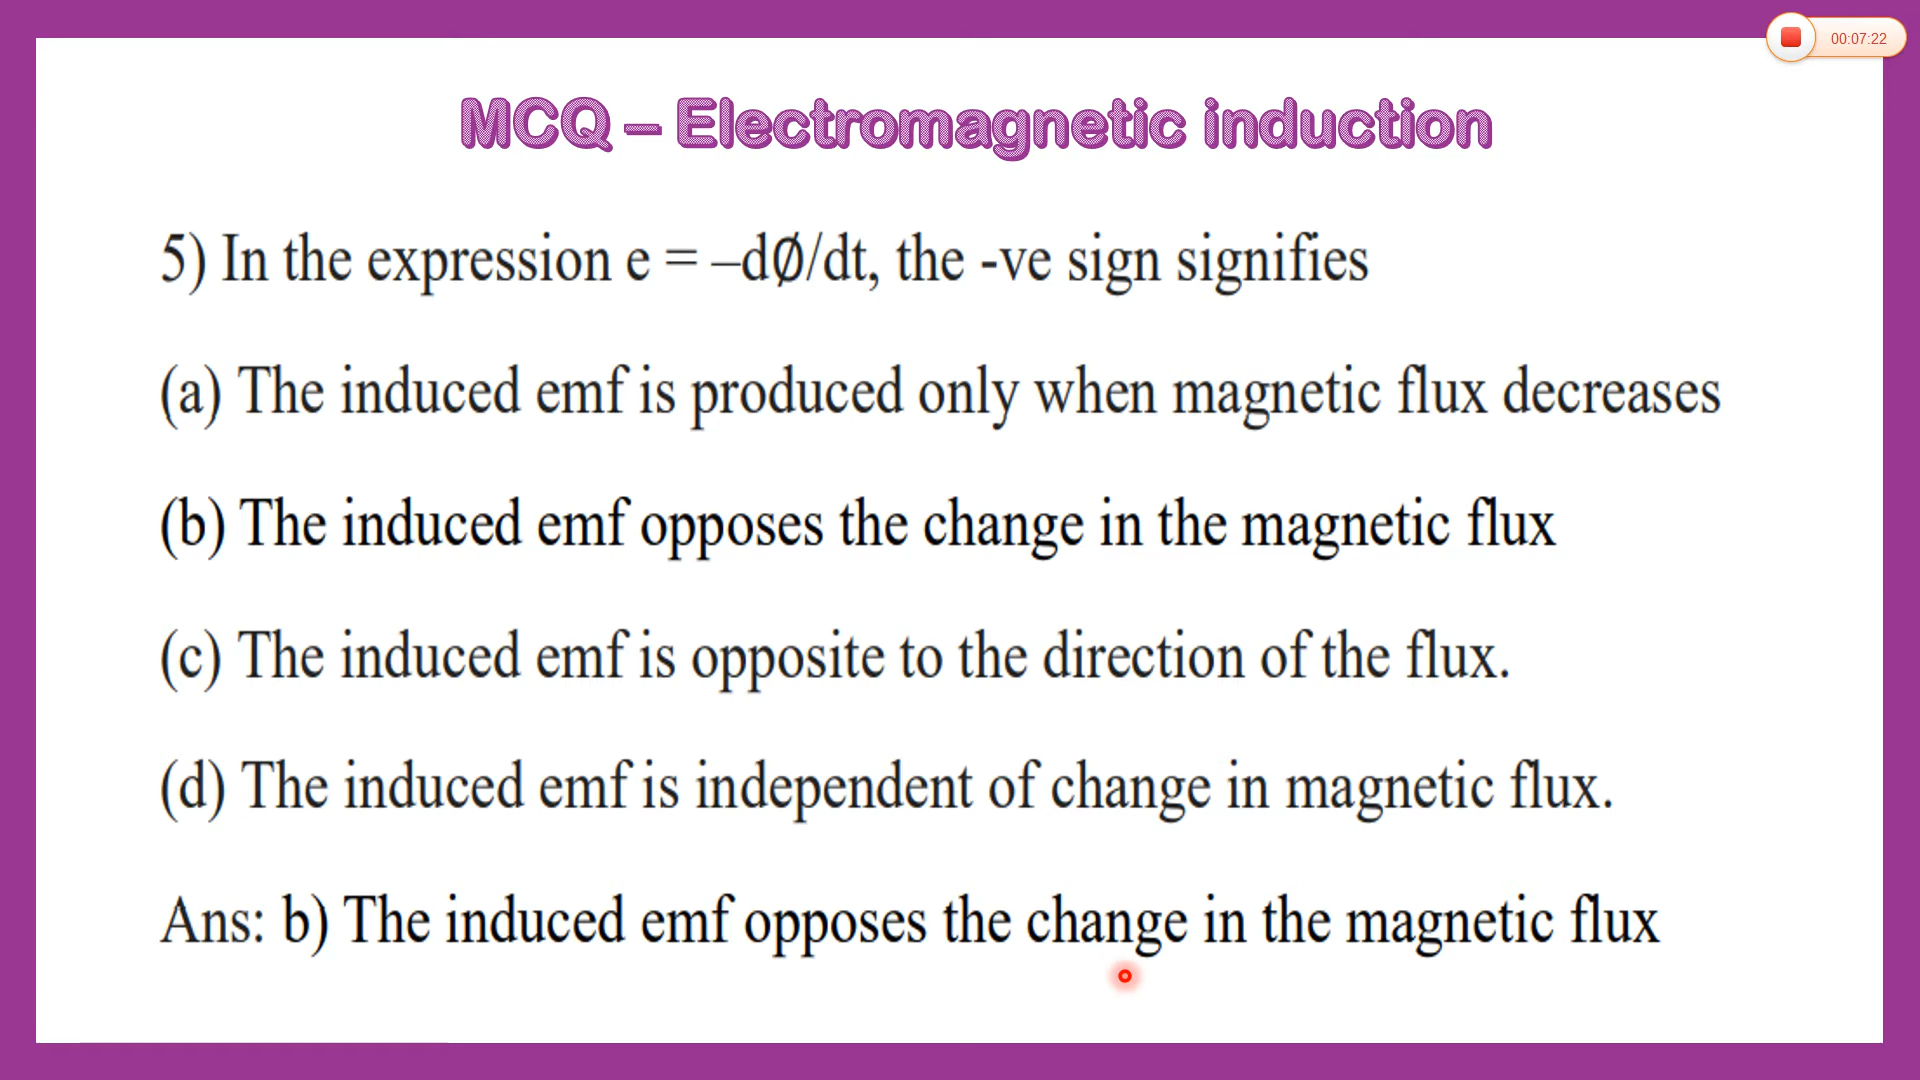 00:07:22
MCQ – Electromagnetic induction
5) In the expression e = –dØ/dt, the -ve sign signifies
(a) The induced emf is produced only when magnetic flux decreases
(b) The induced emf opposes the change in the magnetic flux
(c) The induced emf is opposite to the direction of the flux.
(d) The induced emf is independent of change in magnetic flux.
Ans: b) The induced emf opposes the change in the magnetic flux